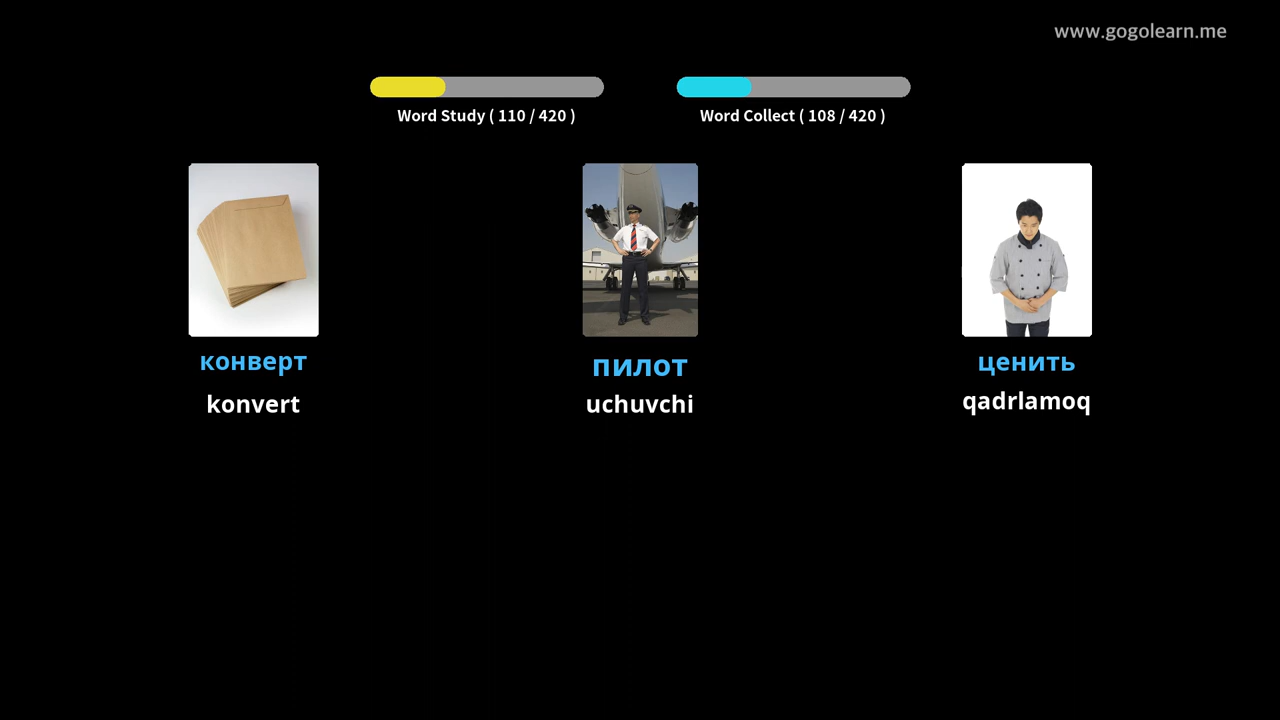 www.gogolearn.me
Word Study ( 110 / 420 )
Word Collect ( 108 / 420 )
конверт
пилот
ценить
konvert
uchuvchi
qadrlamoq